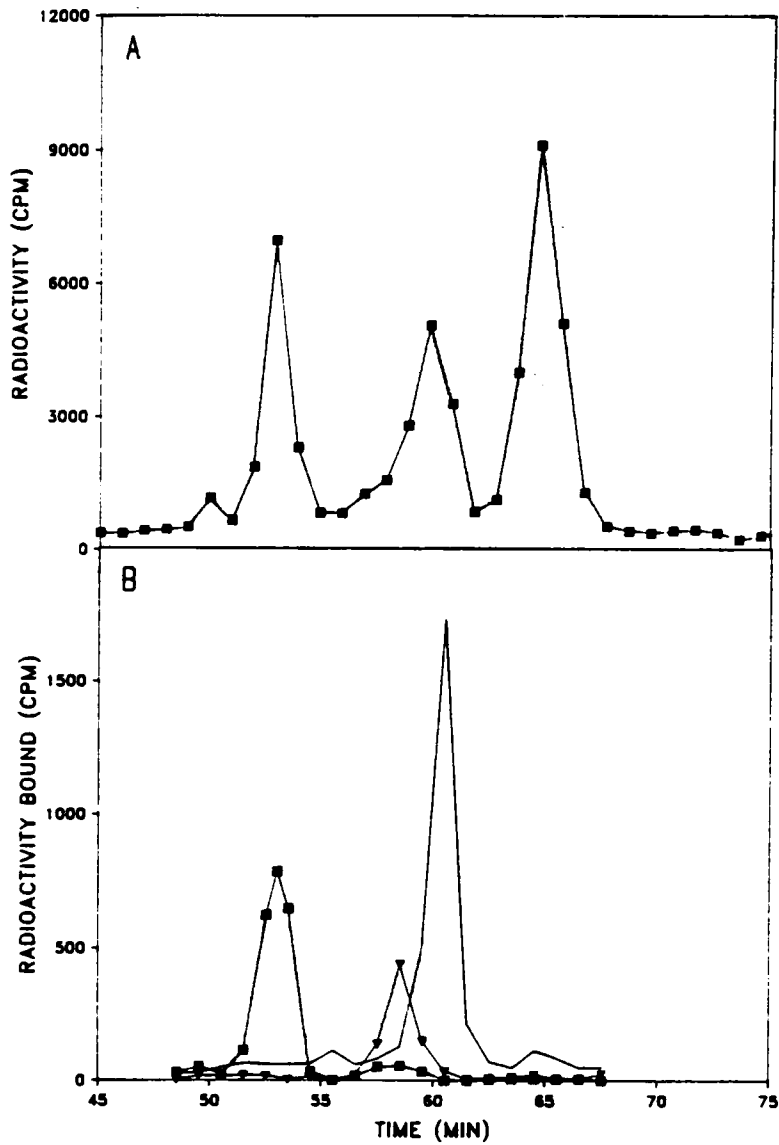 A
12000
9000
6000
3000
0
RADIOACTIVITY (CPM)
B
1500
1000
500
0
RADIOACTIVITY BOUND (CPM)
45 50 55 60 65 70 75
TIME (MIN)